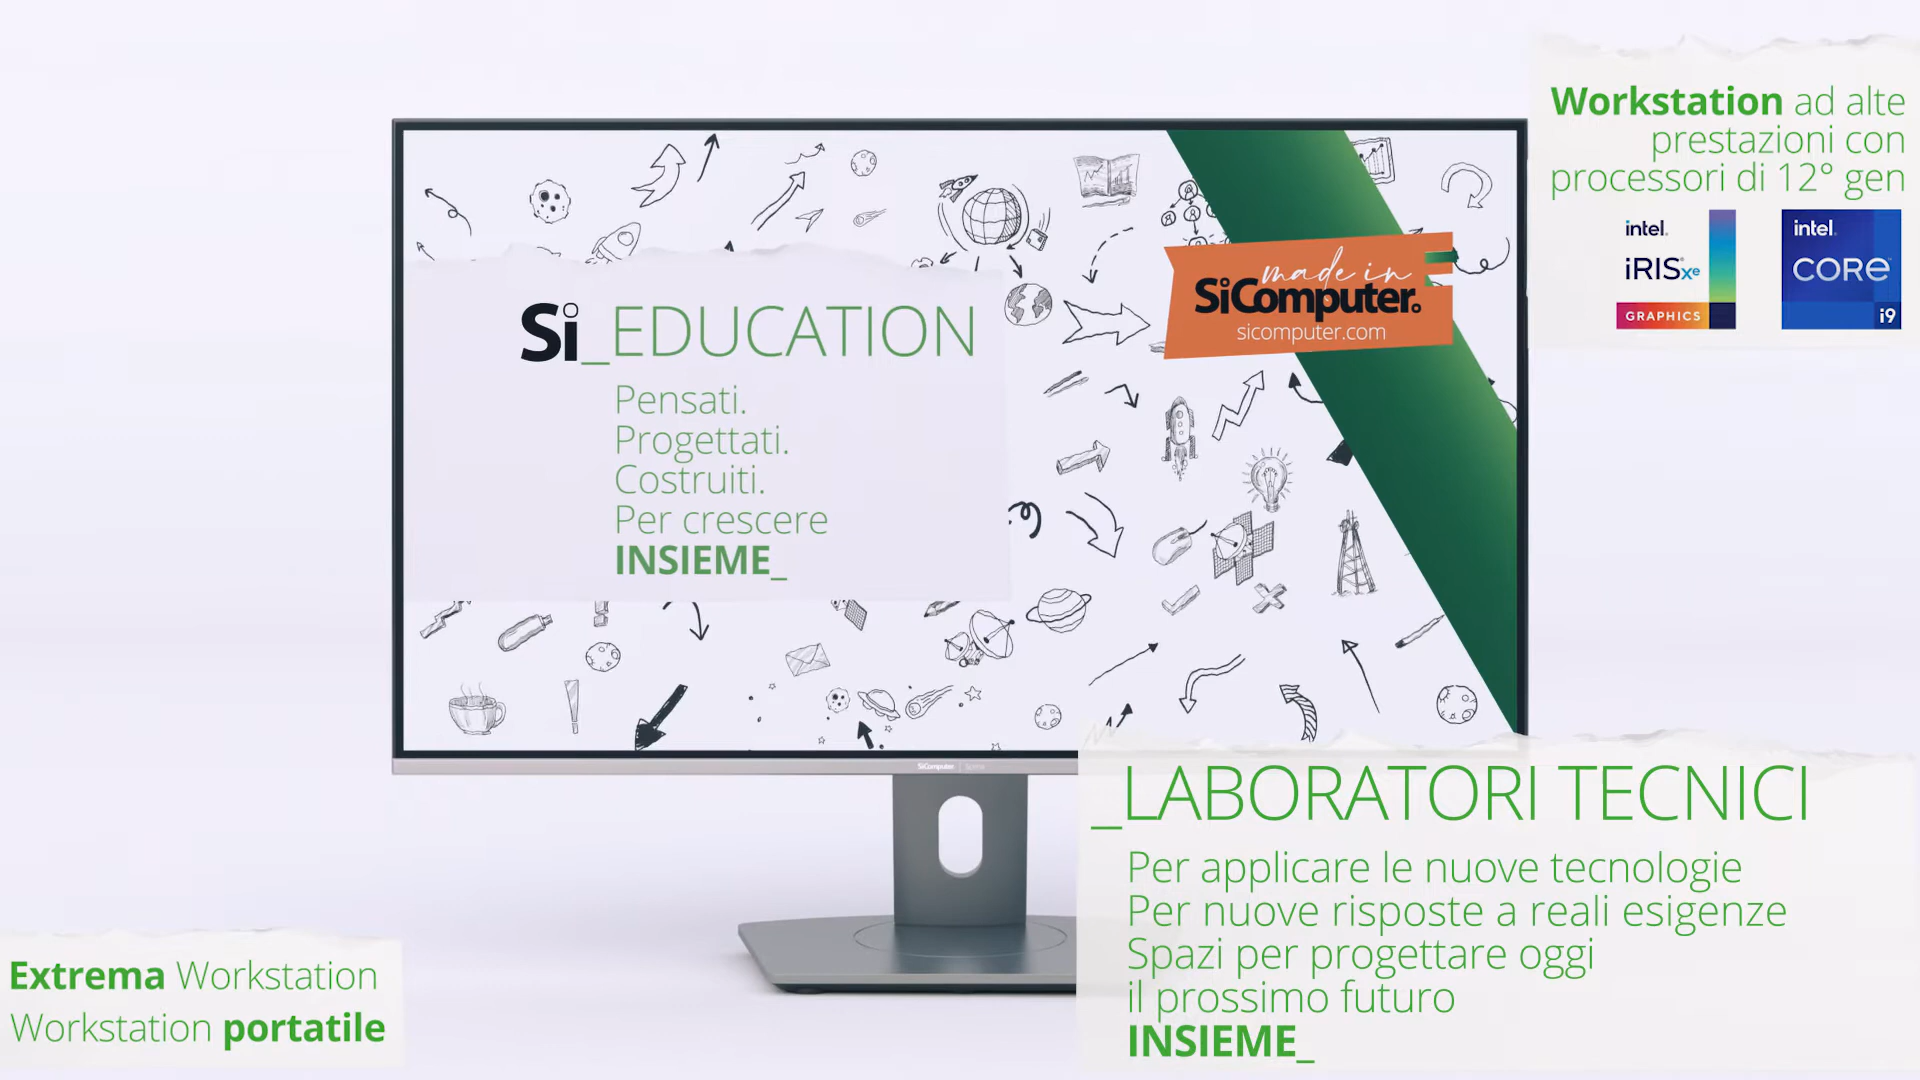 Workstation ad alte
prestazioni con
processori di 12° gen
intel.
iRISxe
GRAPHICS
intel.
CORE
i9
made in
SiComputer.
sicomputer.com
Si_EDUCATION
Pensati.
Progettati.
Costruiti.
Per crescere
INSIEME_
SiComputer
_LABORATORI TECNICI
Per applicare le nuove tecnologie
Per nuove risposte a reali esigenze
Spazi per progettare oggi
il prossimo futuro
INSIEME_
Extrema Workstation
Workstation portatile